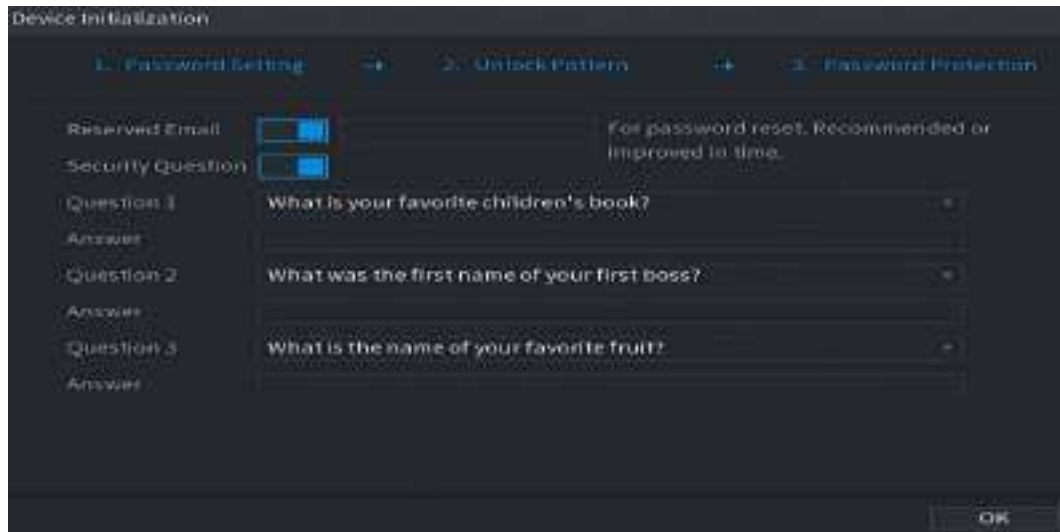 Device Initialization
1. Password Setting → 2. Unlock Pattern → 3. Password Protection
Reserved Email
For password reset. Recommended or
improved in time.
Security Question
Question 1 What is your favorite children's book?
Answer
Question 2 What was the first name of your first boss?
Answer
Question 3 What is the name of your favorite fruit?
Answer
OK